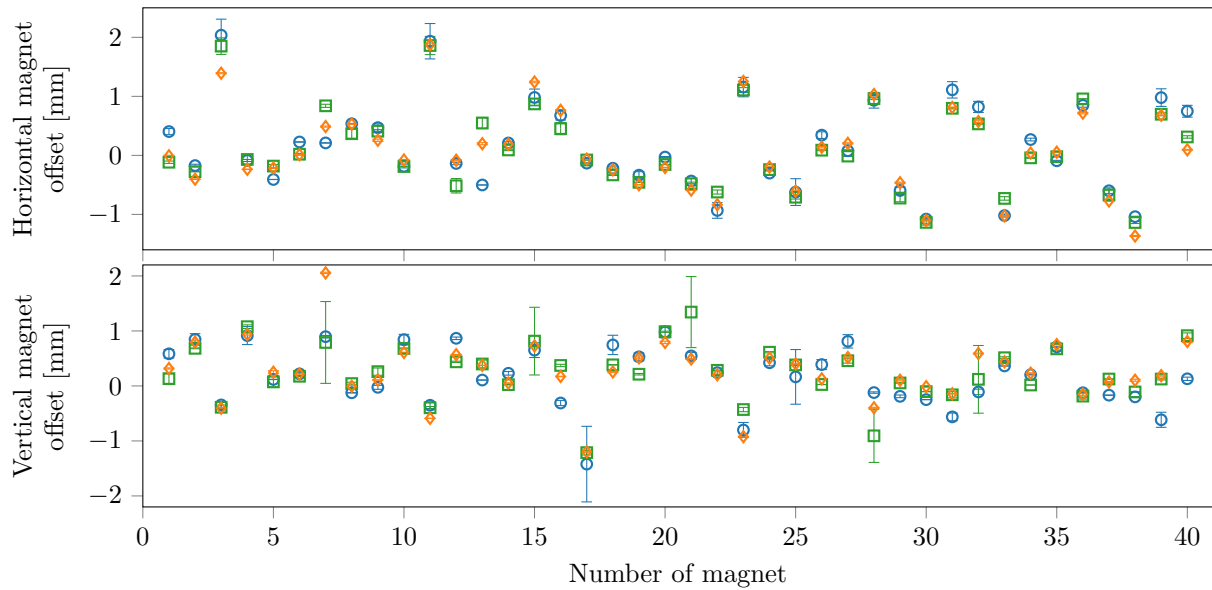 Horizontal magnet
offset [mm]
2
1
0
−1
Vertical magnet
offset [mm]
2
1
0
−1
−2
0 5 10 15 20 25 30 35 40
Number of magnet